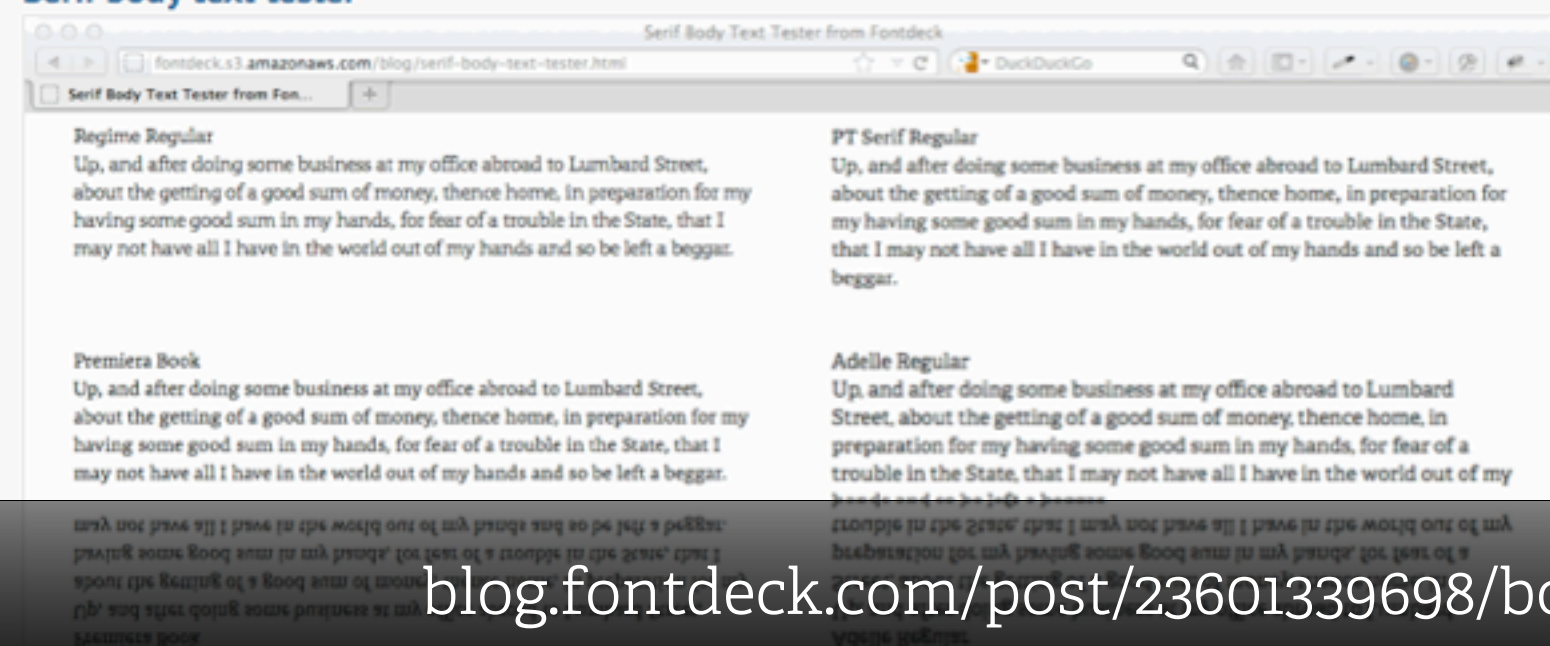 Serif body text tester
Serif Body Text Tester from Fontdeck
fontdeck.s3.amazonaws.com/blog/serif-body-text-tester.html
DuckDuckGo
Serif Body Text Tester from Fon...
Regime Regular
Up, and after doing some business at my office abroad to Lumbard Street,
about the getting of a good sum of money, thence home, in preparation for my
having some good sum in my hands, for fear of a trouble in the State, that I
may not have all I have in the world out of my hands and so be left a beggar.
PT Serif Regular
Up, and after doing some business at my office abroad to Lumbard Street,
about the getting of a good sum of money, thence home, in preparation for
my having some good sum in my hands, for fear of a trouble in the State,
that I may not have all I have in the world out of my hands and so be left a
beggar.
Premiera Book
Up, and after doing some business at my office abroad to Lumbard Street,
about the getting of a good sum of money, thence home, in preparation for my
having some good sum in my hands, for fear of a trouble in the State, that I
may not have all I have in the world out of my hands and so be left a beggar.
Adelle Regular
Up, and after doing some business at my office abroad to Lumbard
Street, about the getting of a good sum of money, thence home, in
preparation for my having some good sum in my hands, for fear of a
trouble in the State, that I may not have all I have in the world out of my
hands and so be left a beggar.
blog.fontdeck.com/post/23601339698/bo